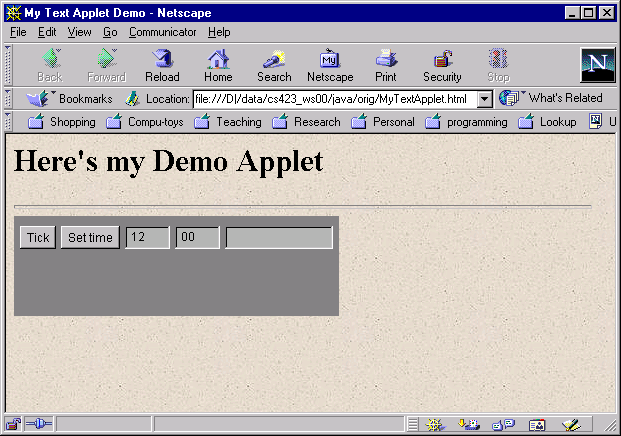 My Text Applet Demo - Netscape
File Edit View Go Communicator Help
Back Forward Reload Home Search Netscape Print Security Stop
My
N
Bookmarks Location: file:///D|/data/cs423_ws00/java/orig/MyTextApplet.html What's Related
Shopping Compu-toys Teaching Research Personal programming Lookup U
Here's my Demo Applet
Tick Set time 12 00